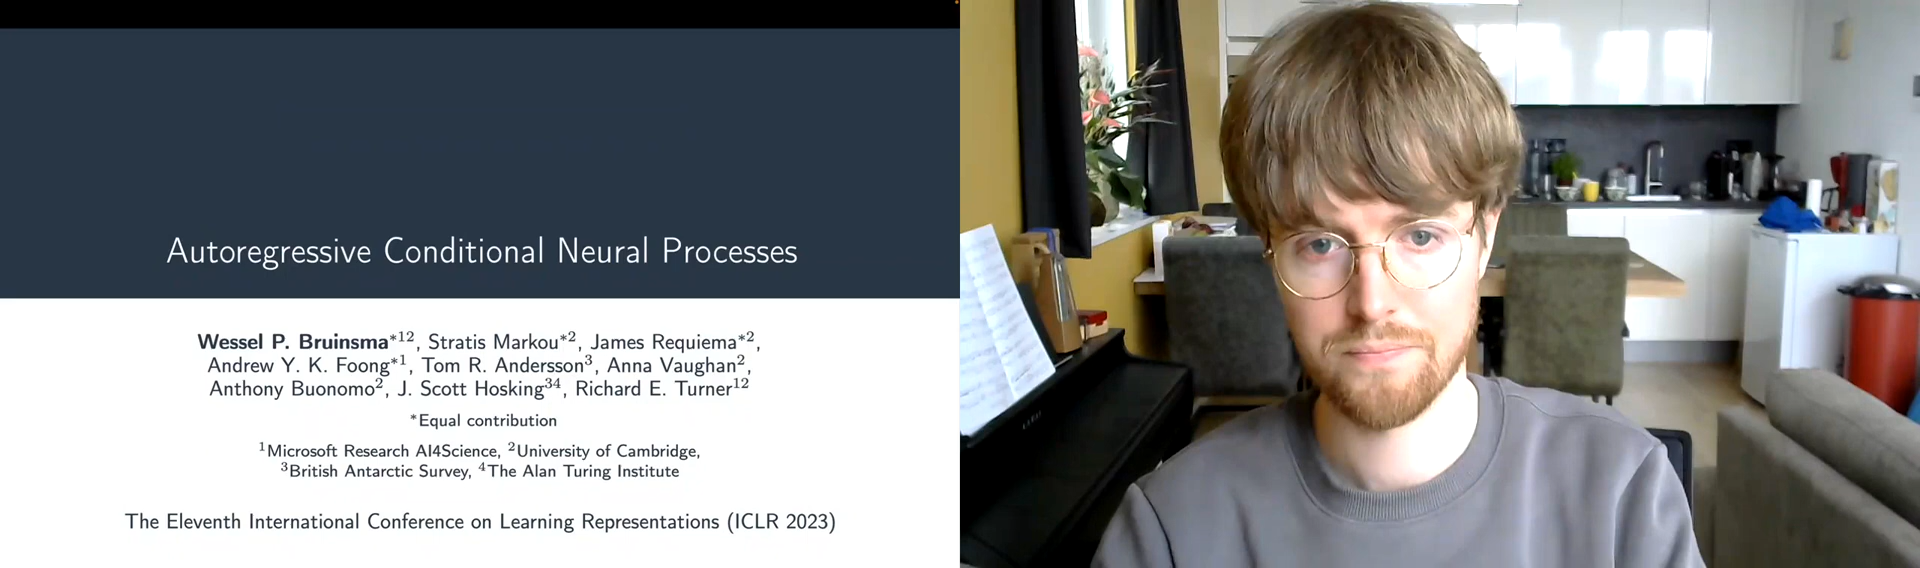 Autoregressive Conditional Neural Processes
Wessel P. Bruinsma*12, Stratis Markou*2, James Requiema*2,
Andrew Y. K. Foong*1, Tom R. Andersson3, Anna Vaughan2,
Anthony Buonomo2, J. Scott Hosking34, Richard E. Turner12
*Equal contribution
1Microsoft Research AI4Science, 2University of Cambridge,
3British Antarctic Survey, 4The Alan Turing Institute
The Eleventh International Conference on Learning Representations (ICLR 2023)